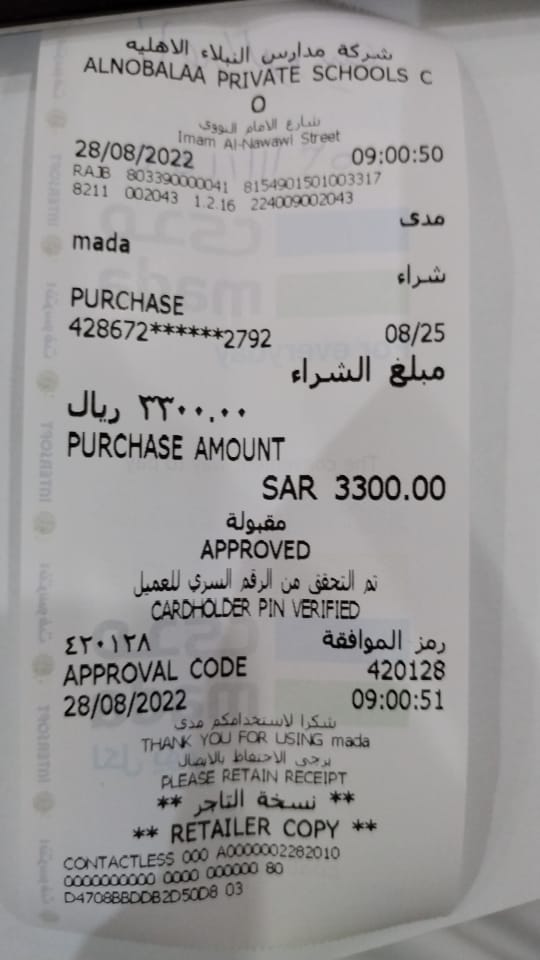 شركة مدارس النبلاء الاهليه
ALNOBALAA PRIVATE SCHOOLS C
O
شارع الامام النووي
Imam Al-Nawawi Street
28/08/2022 09:00:50
RAJB 803390000041 8154901501003317
8211 002043 1.2.16 224009002043
مدى
mada
شراء
PURCHASE
428672******2792 08/25
مبلغ الشراء
٣٣٠٠.٠٠ ريال
PURCHASE AMOUNT
SAR 3300.00
مقبولة
APPROVED
تم التحقق من الرقم السري للعميل
CARDHOLDER PIN VERIFIED
رمز الموافقة ٤٢٠١٢٨
APPROVAL CODE 420128
28/08/2022 09:00:51
شكرا لاستخدامكم مدى
THANK YOU FOR USING mada
يرجى الاحتفاظ بالايصال
PLEASE RETAIN RECEIPT
** نسخة التاجر **
** RETAILER COPY **
CONTACTLESS 000 A0000002282010
0000000000 0000 000000 80
D4708BBDDB2D50D8 03